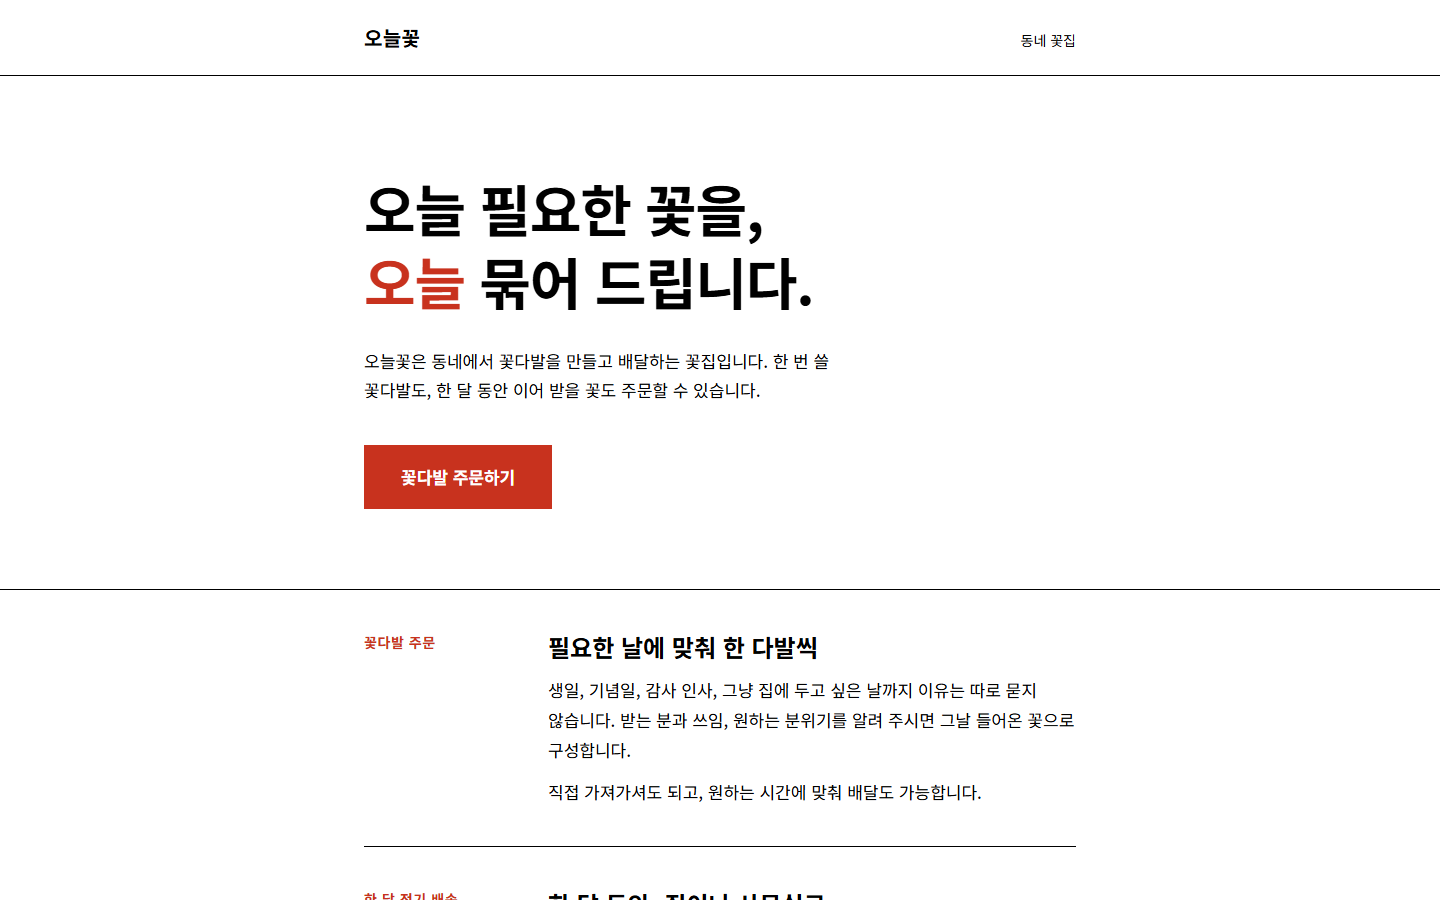 오늘꽃
동네 꽃집
오늘 필요한 꽃을,
오늘 묶어 드립니다.
오늘꽃은 동네에서 꽃다발을 만들고 배달하는 꽃집입니다. 한 번 쓸
꽃다발도, 한 달 동안 이어 받을 꽃도 주문할 수 있습니다.
꽃다발 주문하기
꽃다발 주문
필요한 날에 맞춰 한 다발씩
생일, 기념일, 감사 인사, 그냥 집에 두고 싶은 날까지 이유는 따로 묻지
않습니다. 받는 분과 쓰임, 원하는 분위기를 알려 주시면 그날 들어온 꽃으로
구성합니다.
직접 가져가셔도 되고, 원하는 시간에 맞춰 배달도 가능합니다.
한 달 정기 배송